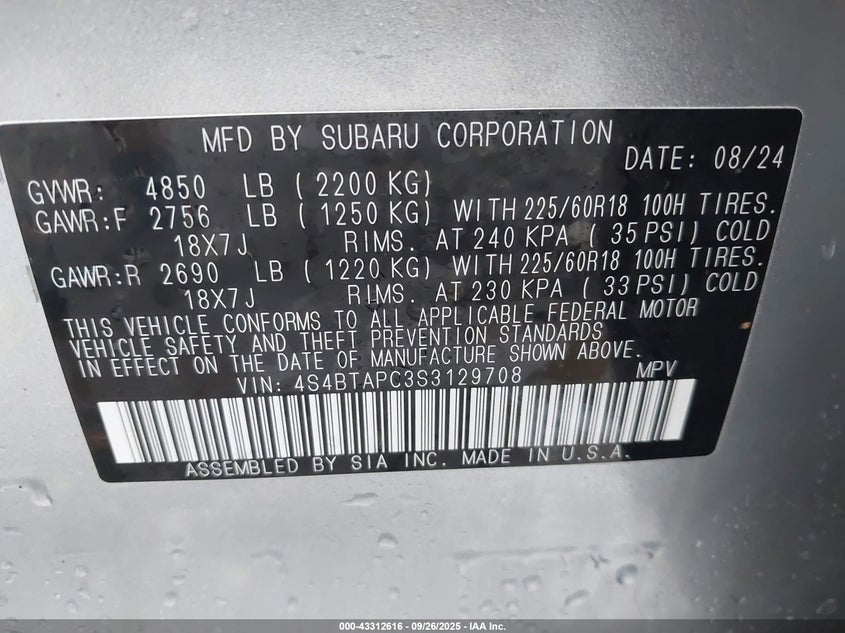 MFD BY SUBARU CORPORATION
DATE: 08/24
GVWR: 4850 LB ( 2200 KG)
GAWR:F 2756 LB ( 1250 KG) WITH 225/60R18 100H TIRES.
18X7J RIMS. AT 240 KPA ( 35 PSI) COLD
GAWR:R 2690 LB ( 1220 KG) WITH 225/60R18 100H TIRES.
18X7J RIMS. AT 230 KPA ( 33 PSI) COLD
THIS VEHICLE CONFORMS TO ALL APPLICABLE FEDERAL MOTOR
VEHICLE SAFETY AND THEFT PREVENTION STANDARDS
IN EFFECT ON THE DATE OF MANUFACTURE SHOWN ABOVE.
VIN: 4S4BTAPC3S3129708 MPV
ASSEMBLED BY SIA INC. MADE IN U.S.A.
000-43312616 - 09/26/2025 - IAA Inc.